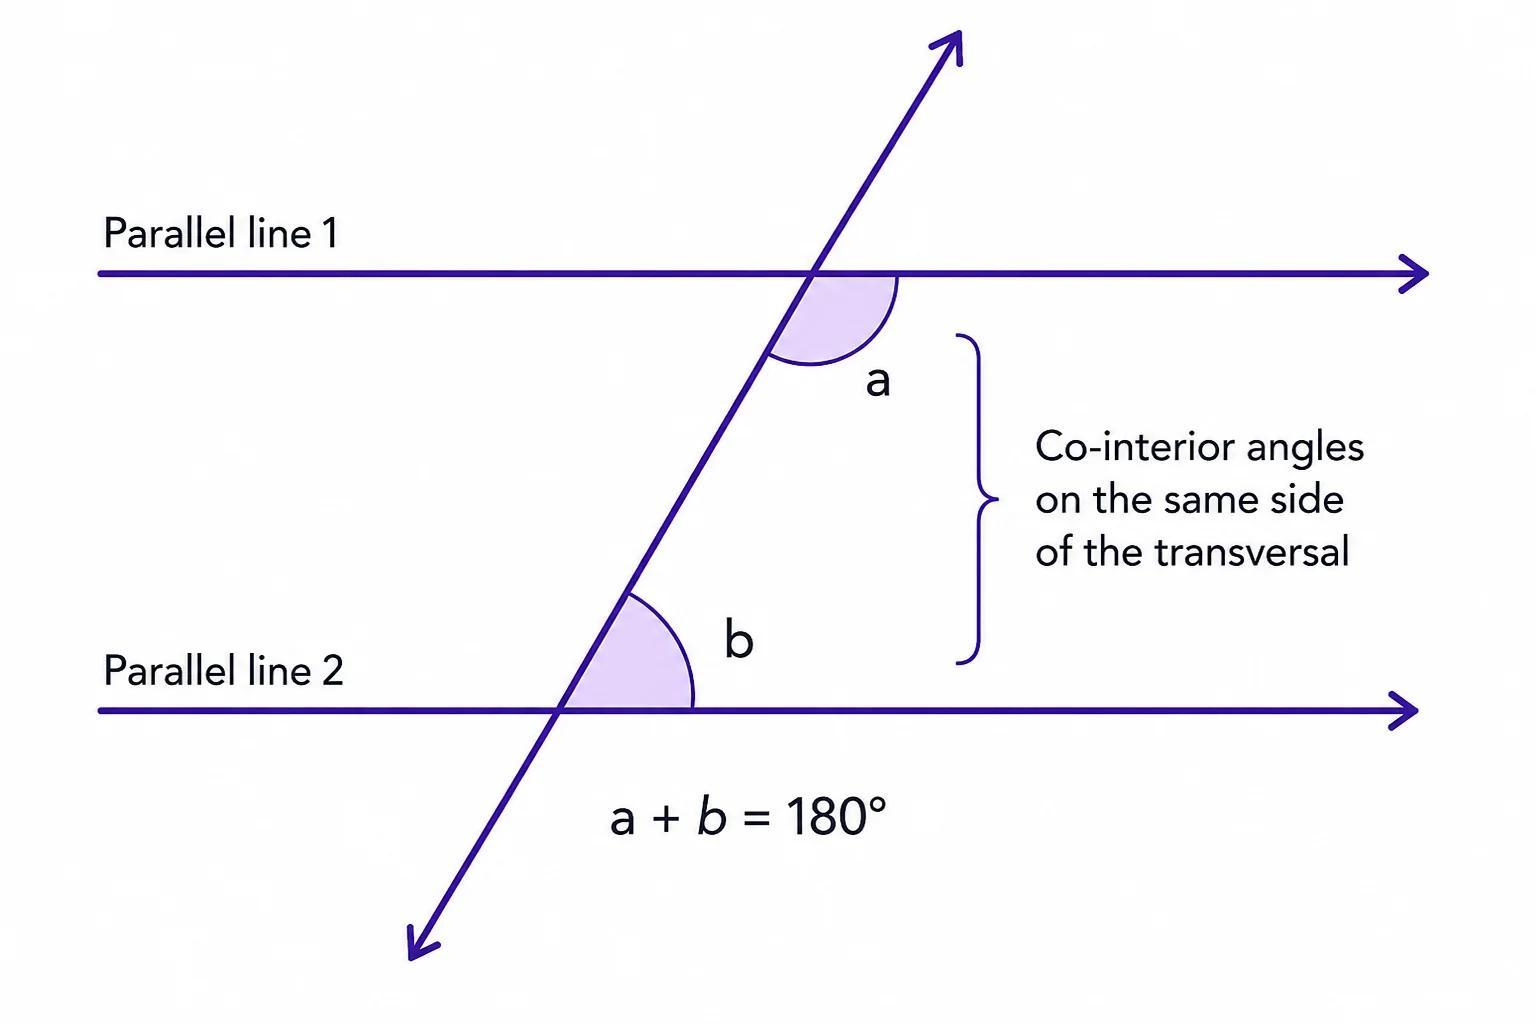 Parallel line 1
a
Co-interior angles
on the same side
of the transversal
b
Parallel line 2
a + b = 180°